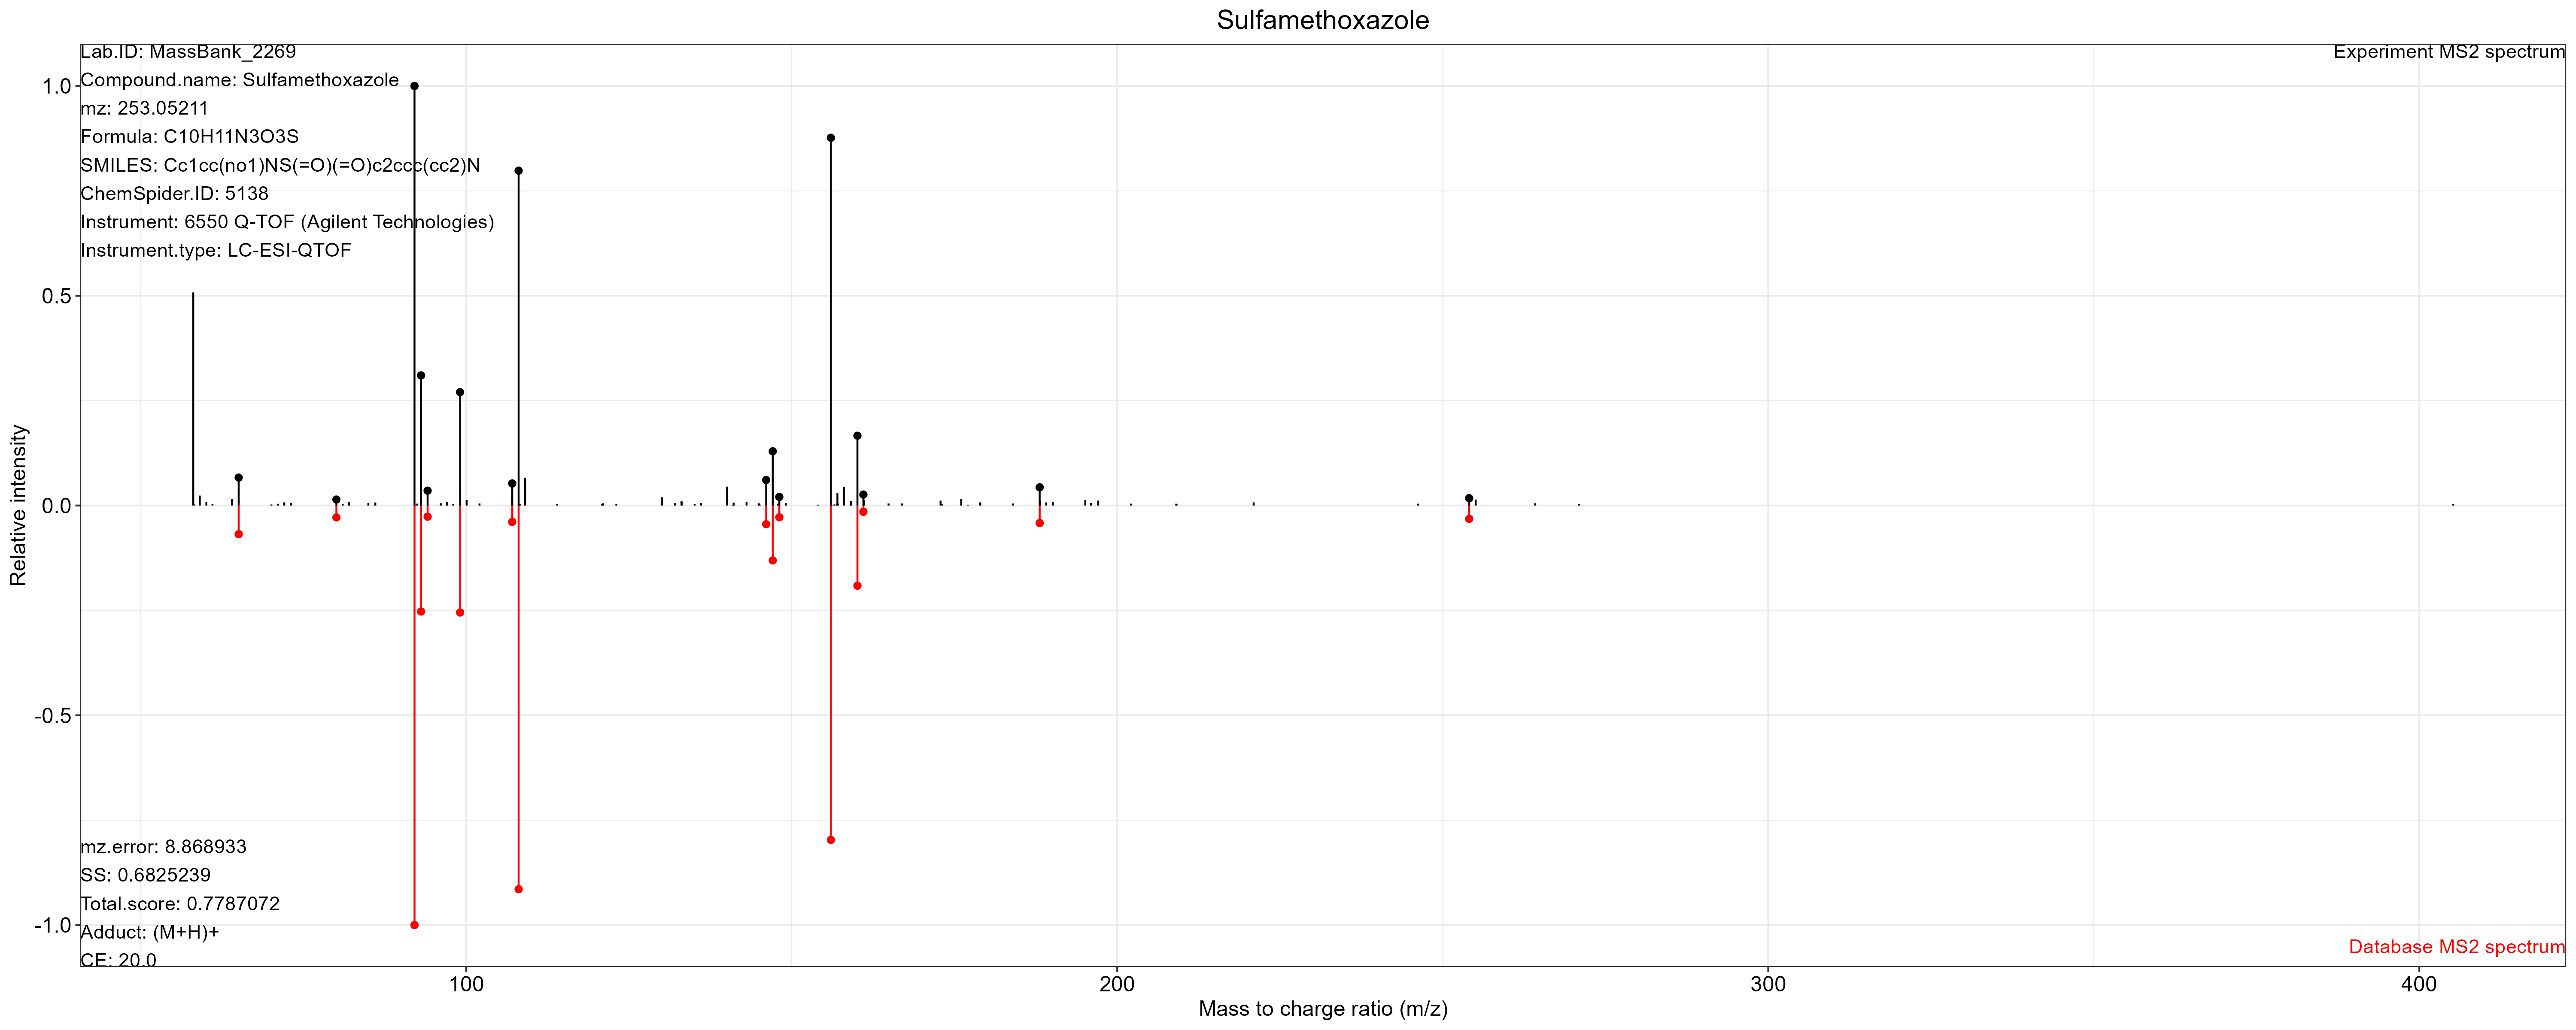 Sulfamethoxazole
Lab.ID: MassBank_2269
Experiment MS2 spectrum
Compound.name: Sulfamethoxazole
mz: 253.05211
Formula: C10H11N3O3S
SMILES: Cc1cc(no1)NS(=O)(=O)c2ccc(cc2)N
ChemSpider.ID: 5138
Instrument: 6550 Q-TOF (Agilent Technologies)
Instrument.type: LC-ESI-QTOF
1.0
0.5
0.0
-0.5
-1.0
Relative intensity
mz.error: 8.868933
SS: 0.6825239
Total.score: 0.7787072
Adduct: (M+H)+
CE: 20.0
Database MS2 spectrum
100
200
300
400
Mass to charge ratio (m/z)